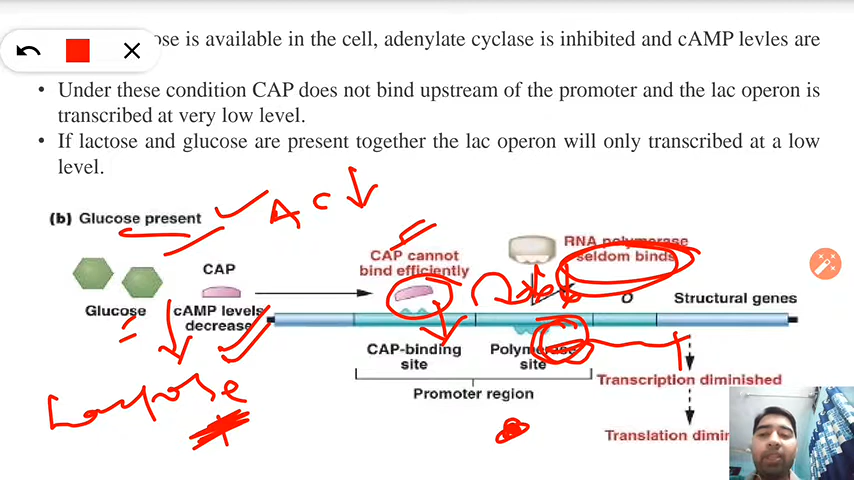 ose is available in the cell, adenylate cyclase is inhibited and cAMP levles are
• Under these condition CAP does not bind upstream of the promoter and the lac operon is
transcribed at very low level.
• If lactose and glucose are present together the lac operon will only transcribed at a low
level.
(b) Glucose present
A C
Glucose
CAP
cAMP levels
decrease
CAP cannot
bind efficiently
RNA polymerase
seldom binds
O
Structural genes
CAP-binding
site
Polymerase
site
Promoter region
Transcription diminished
Translation dimi